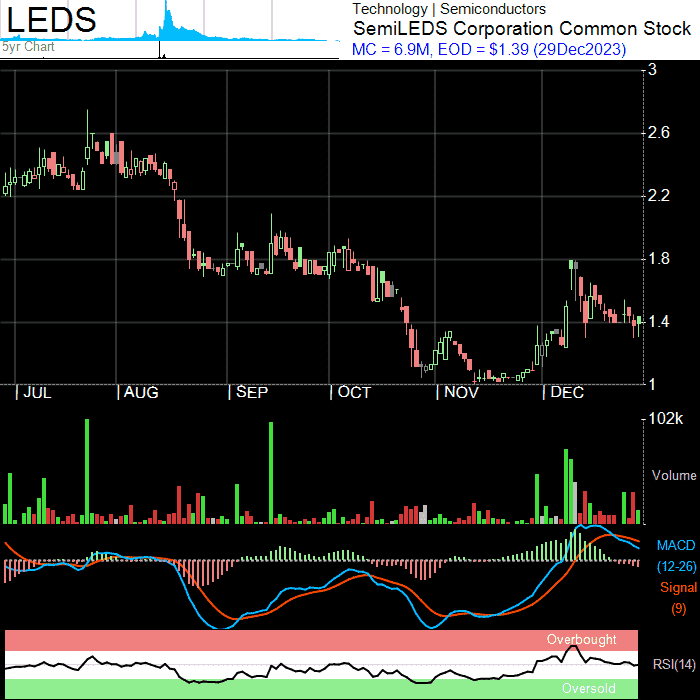 LEDS
5yr Chart
Technology | Semiconductors
SemiLEDS Corporation Common Stock
MC = 6.9M, EOD = $1.39 (29Dec2023)
3
2.6
2.2
1.8
1.4
1
| JUL | AUG | SEP | OCT | NOV | DEC
102k
Volume
MACD
(12-26)
Signal
(9)
Overbought
RSI(14)
Oversold